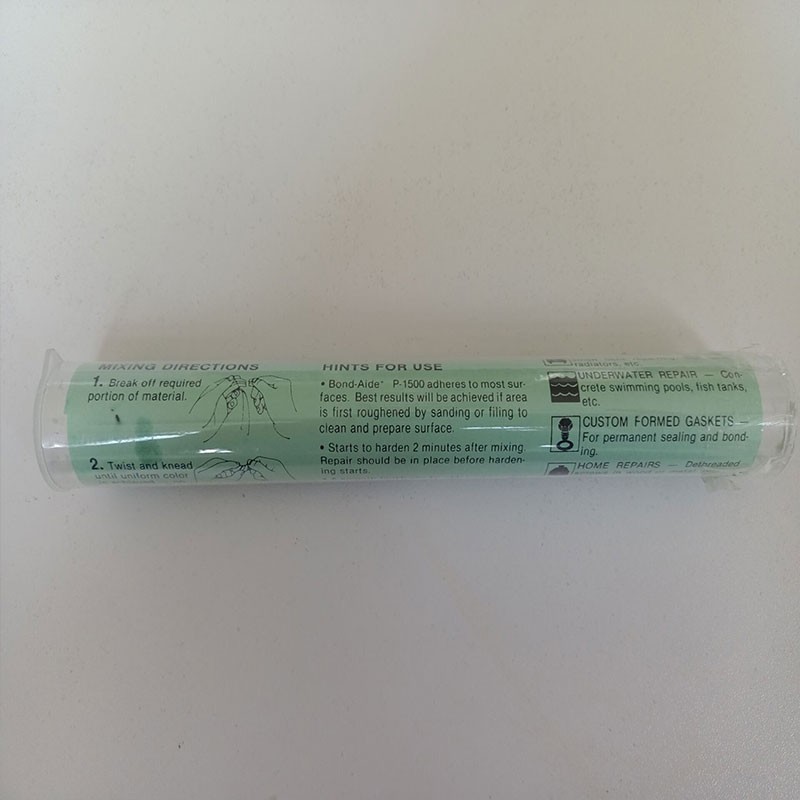 MIXING DIRECTIONS
1. Break off required
portion of material.
2. Twist and knead
until uniform color
HINTS FOR USE
• Bond-Aide™ P-1500 adheres to most sur-
faces. Best results will be achieved if area
is first roughened by sanding or filing to
clean and prepare surface.
• Starts to harden 2 minutes after mixing.
Repair should be in place before harden-
ing starts.
radiators, etc.
UNDERWATER REPAIR — Con-
crete swimming pools, fish tanks,
etc.
CUSTOM FORMED GASKETS —
For permanent sealing and bond-
ing.
HOME REPAIRS — Dethreaded